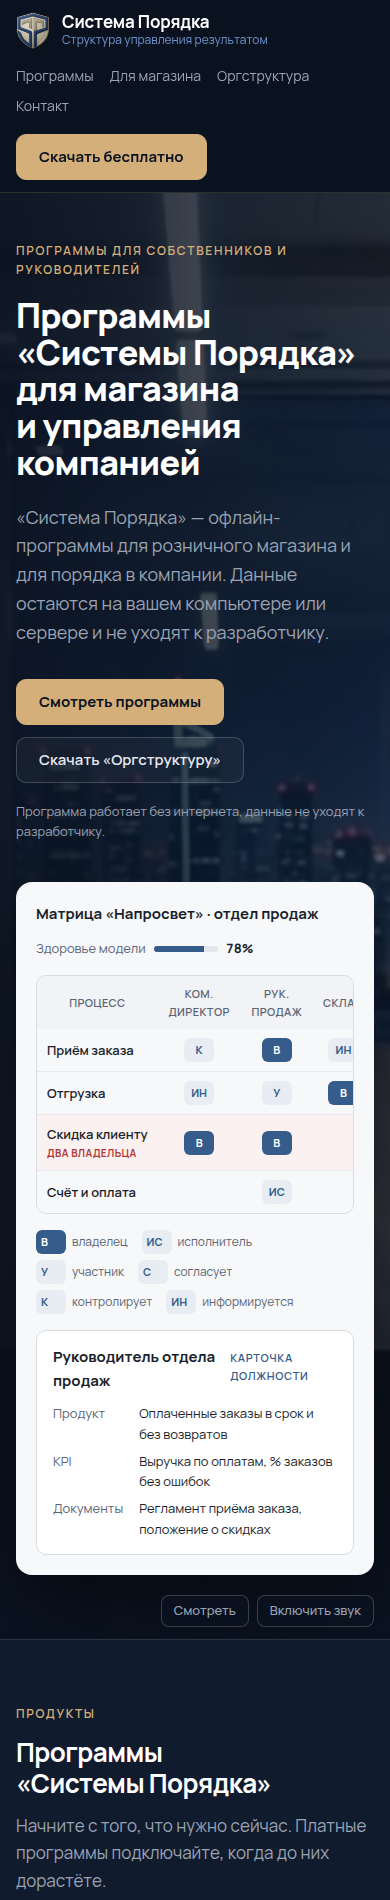 Система Порядка
Структура управления результатом
Программы Для магазина Оргструктура
Контакт
Скачать бесплатно
ПРОГРАММЫ ДЛЯ СОБСТВЕННИКОВ И
РУКОВОДИТЕЛЕЙ
Программы
«Системы Порядка»
для магазина
и управления
компанией
«Система Порядка» — офлайн-
программы для розничного магазина и
для порядка в компании. Данные
остаются на вашем компьютере или
сервере и не уходят к разработчику.
Смотреть программы
Скачать «Оргструктуру»
Программа работает без интернета, данные не уходят к
разработчику.
Матрица «Напросвет» · отдел продаж
Здоровье модели 78%
ПРОЦЕСС КОМ. ДИРЕКТОР РУК. ПРОДАЖ СКЛА
Приём заказа К В ИН
Отгрузка ИН У В
Скидка клиенту В В
ДВА ВЛАДЕЛЬЦА
Счёт и оплата ИС
В владелец ИС исполнитель
У участник С согласует
К контролирует ИН информируется
Руководитель отдела продаж КАРТОЧКА ДОЛЖНОСТИ
Продукт Оплаченные заказы в срок и
без возвратов
KPI Выручка по оплатам, % заказов
без ошибок
Документы Регламент приёма заказа,
положение о скидках
Смотреть Включить звук
ПРОДУКТЫ
Программы
«Системы Порядка»
Начните с того, что нужно сейчас. Платные
программы подключайте, когда до них
дорастёте.